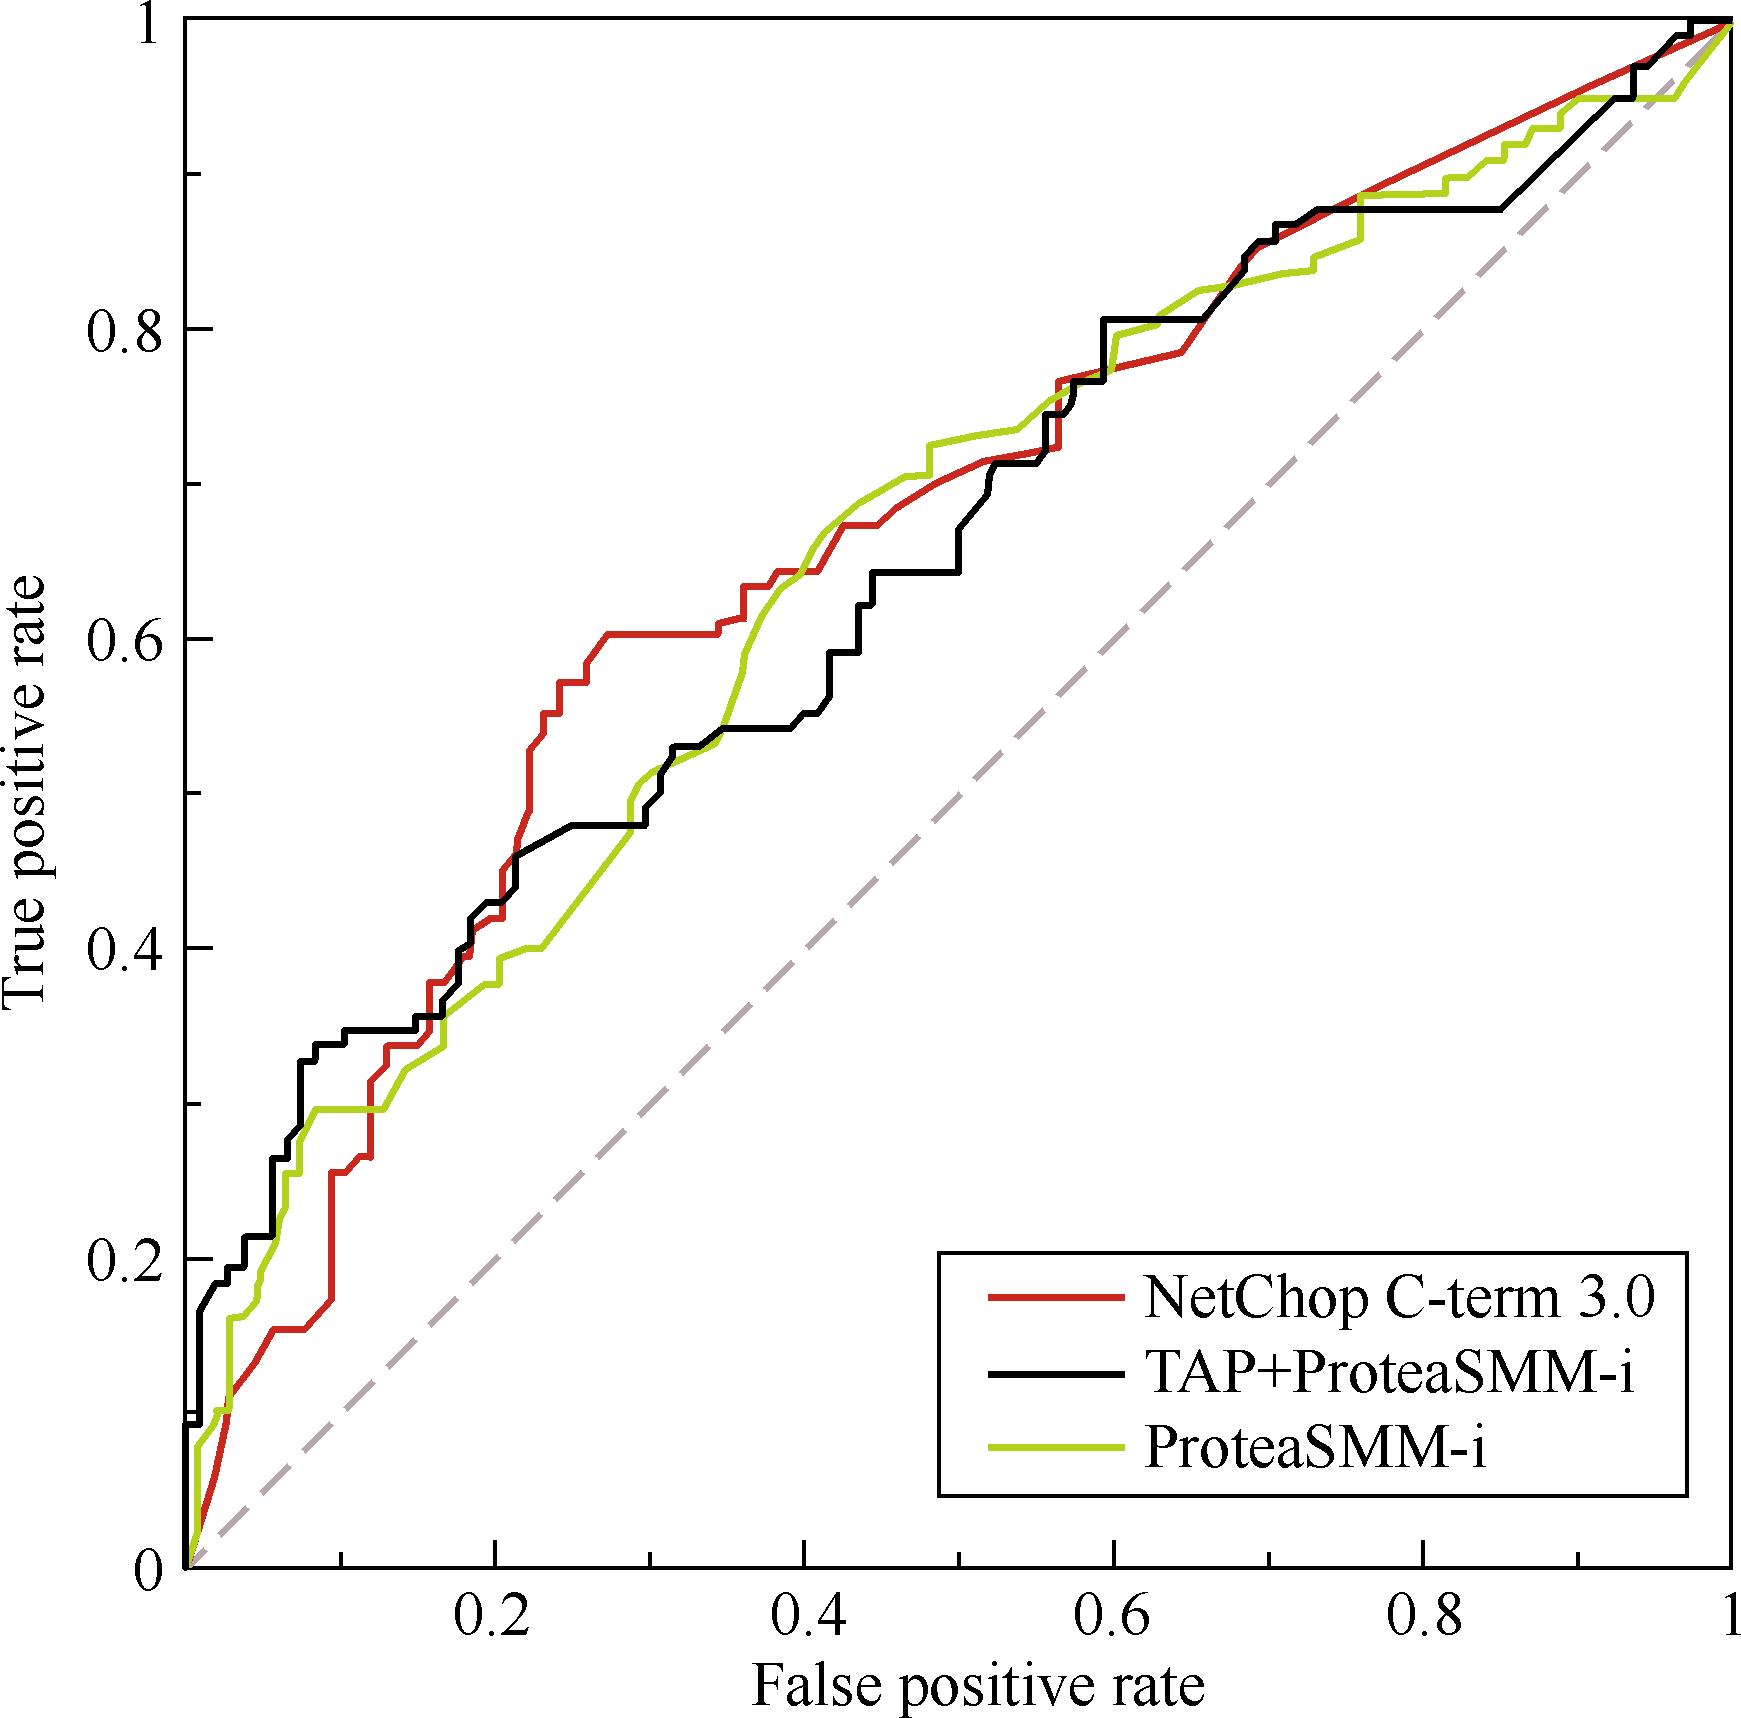 1
0.8
0.6
0.4
0.2
0
True positive rate
0.2
0.4
0.6
0.8
1
False positive rate
NetChop C-term 3.0
TAP+ProteaSMM-i
ProteaSMM-i